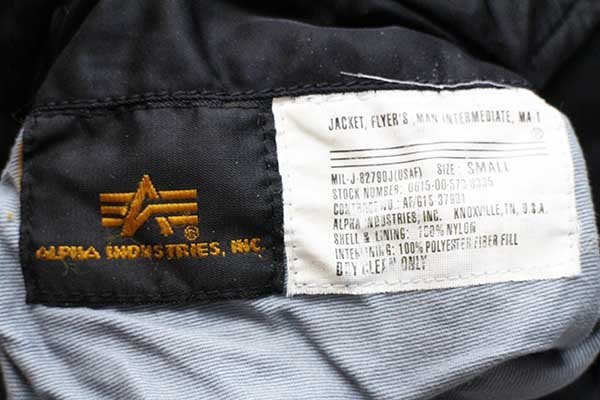 ALPHA INDUSTRIES, INC.
JACKET, FLYER'S, MAN INTERMEDIATE, MA 1
MIL-J-82790J(USAF) SIZE: SMALL
STOCK NUMBER: 0615-00-573 8335
CONTRACT NO.: AF/615 37801
ALPHA INDUSTRIES, INC. KNOXVILLE, TN, U.S.A.
SHELL & LINING: 100% NYLON
INTERLINING: 100% POLYESTER FIBER FILL
DRY CLEAN ONLY